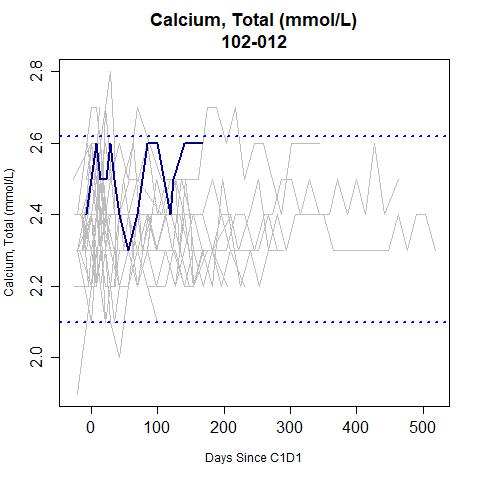 Calcium, Total (mmol/L)
102-012
Calcium, Total (mmol/L)
2.8
2.6
2.4
2.2
2.0
0 100 200 300 400 500
Days Since C1D1